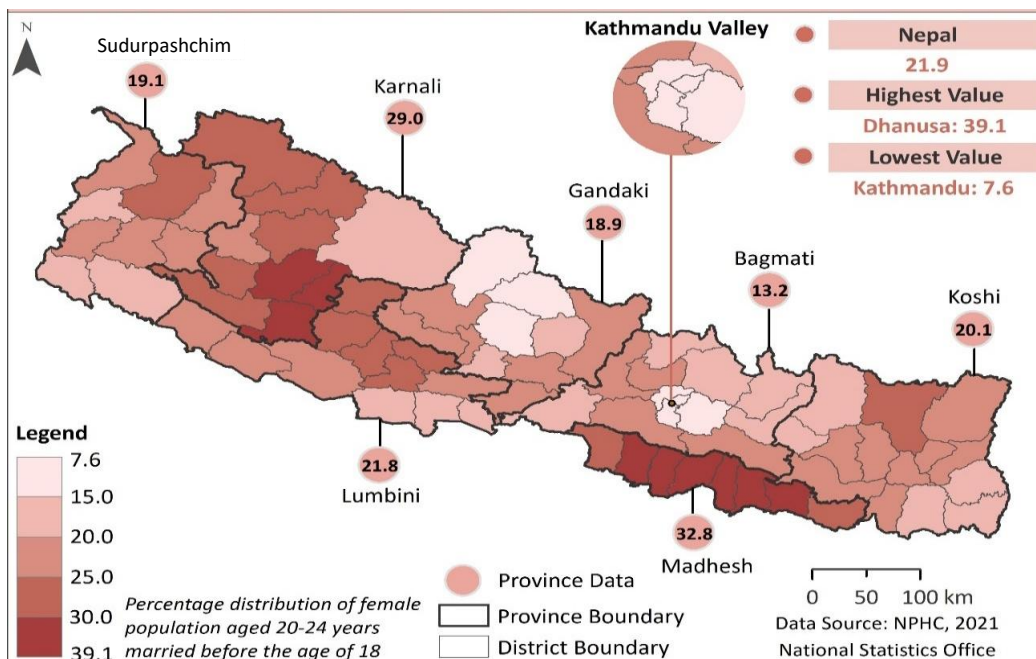 N
Sudurpashchim
19.1
Karnali
29.0
Kathmandu Valley
Nepal
21.9
Highest Value
Dhanusa: 39.1
Lowest Value
Kathmandu: 7.6
Gandaki
18.9
Bagmati
13.2
Koshi
20.1
21.8
Lumbini
32.8
Madhesh
Legend
7.6
15.0
20.0
25.0
30.0
39.1
Percentage distribution of female
population aged 20-24 years
married before the age of 18
Province Data
Province Boundary
District Boundary
0 50 100 km
Data Source: NPHC, 2021
National Statistics Office